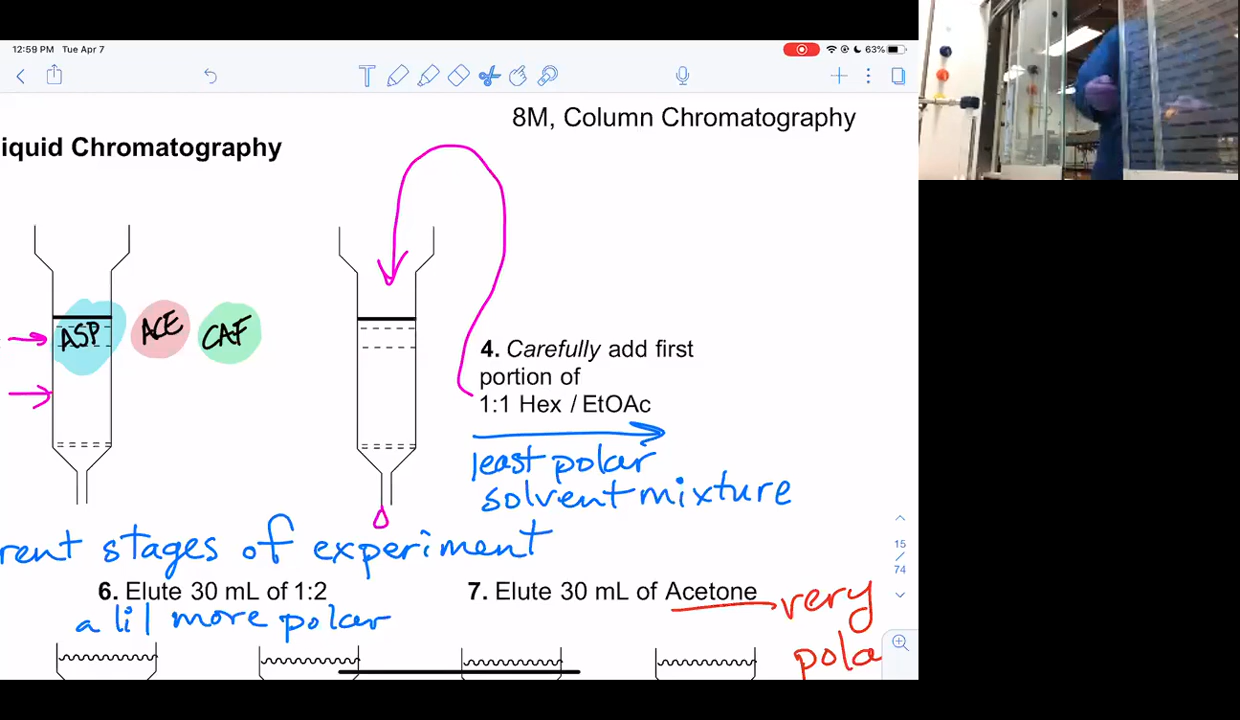 12:59 PM Tue Apr 7
63%
8M, Column Chromatography
iquid Chromatography
ASP ACE CAF
4. Carefully add first
portion of
1:1 Hex / EtOAc
least polar
solvent mixture
rent stages of experiment
15
/
74
6. Elute 30 mL of 1:2
a lil more polar
7. Elute 30 mL of Acetone
very
pola